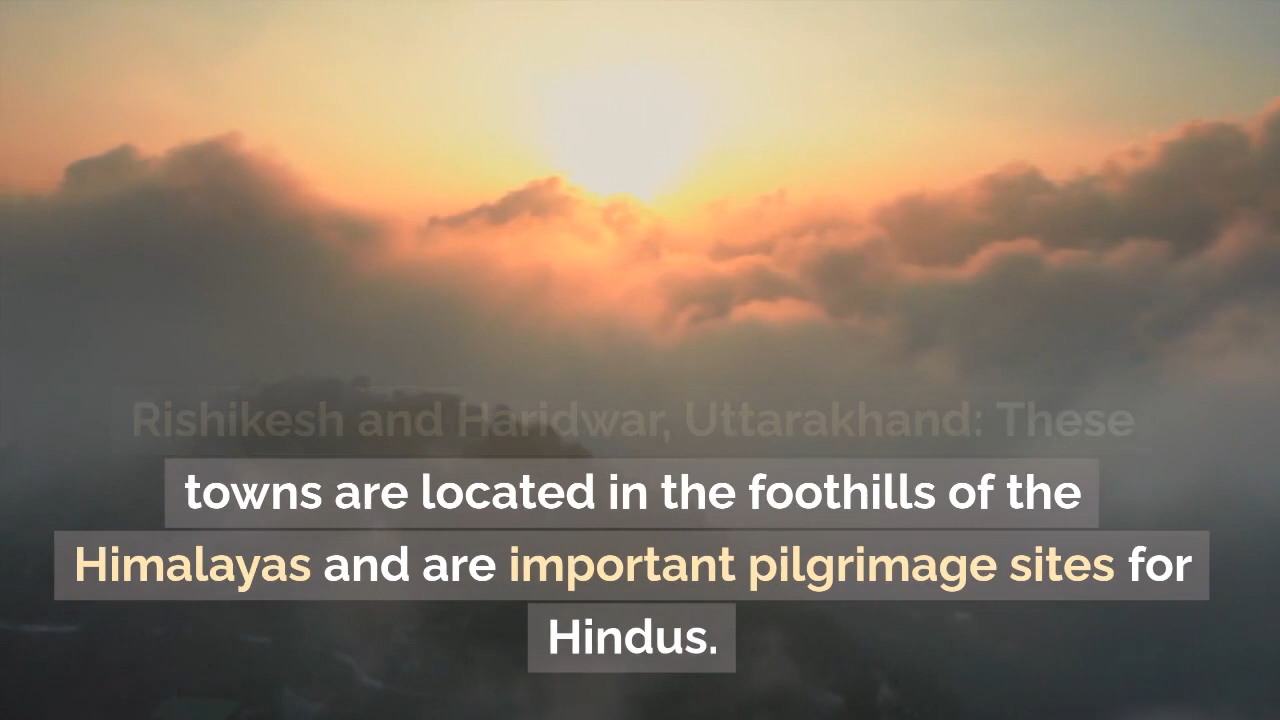 Rishikesh and Haridwar, Uttarakhand: These
towns are located in the foothills of the
Himalayas and are important pilgrimage sites for
Hindus.